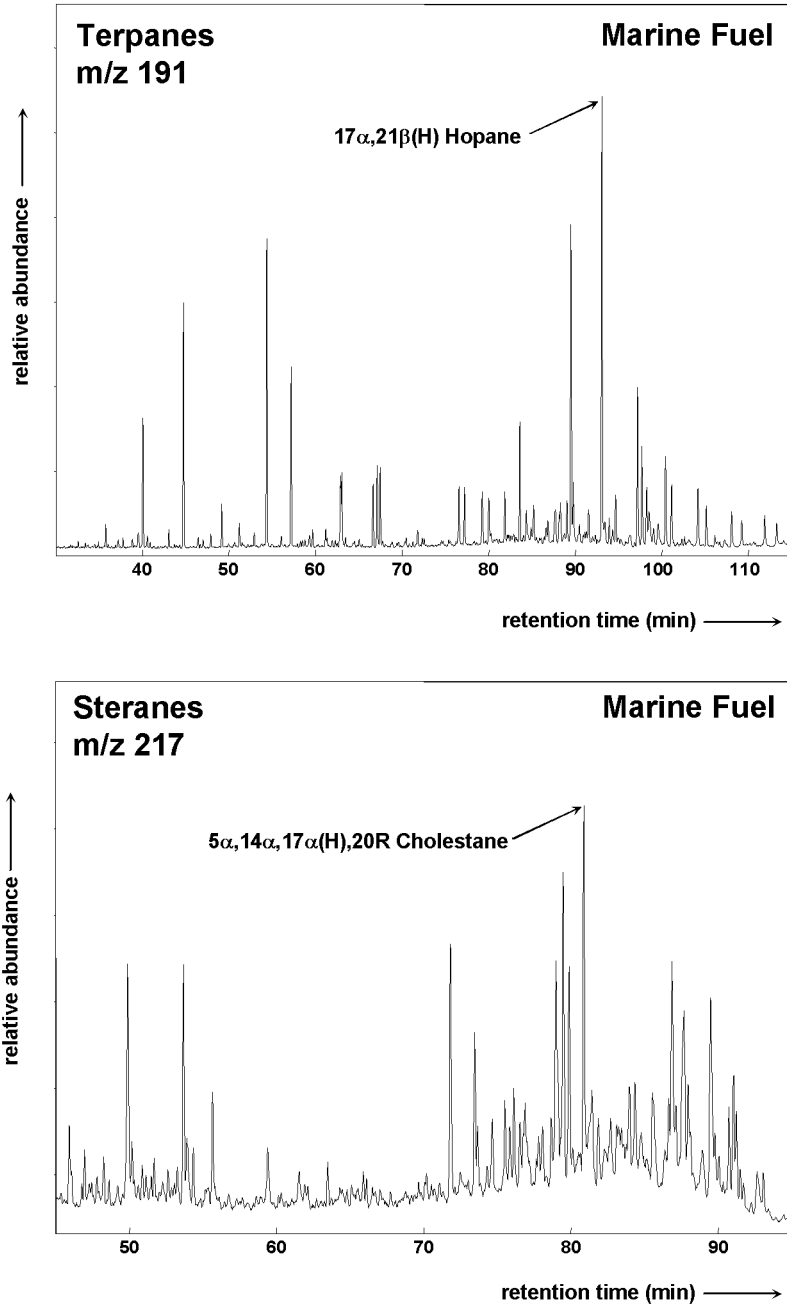 Terpanes
m/z 191
Marine Fuel
17α,21β(H) Hopane
relative abundance
40 50 60 70 80 90 100 110
retention time (min)
Steranes
m/z 217
Marine Fuel
5α,14α,17α(H),20R Cholestane
relative abundance
50 60 70 80 90
retention time (min)